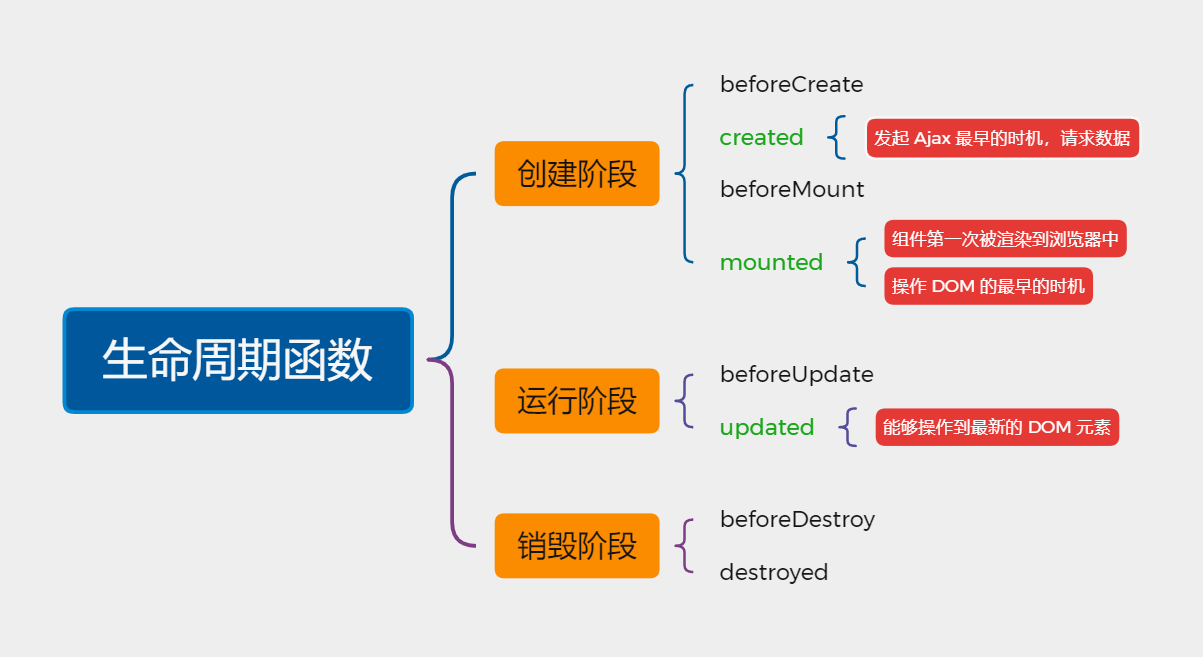 生命周期函数
创建阶段
beforeCreate
created
发起 Ajax 最早的时机，请求数据
beforeMount
mounted
组件第一次被渲染到浏览器中
操作 DOM 的最早的时机
运行阶段
beforeUpdate
updated
能够操作到最新的 DOM 元素
销毁阶段
beforeDestroy
destroyed